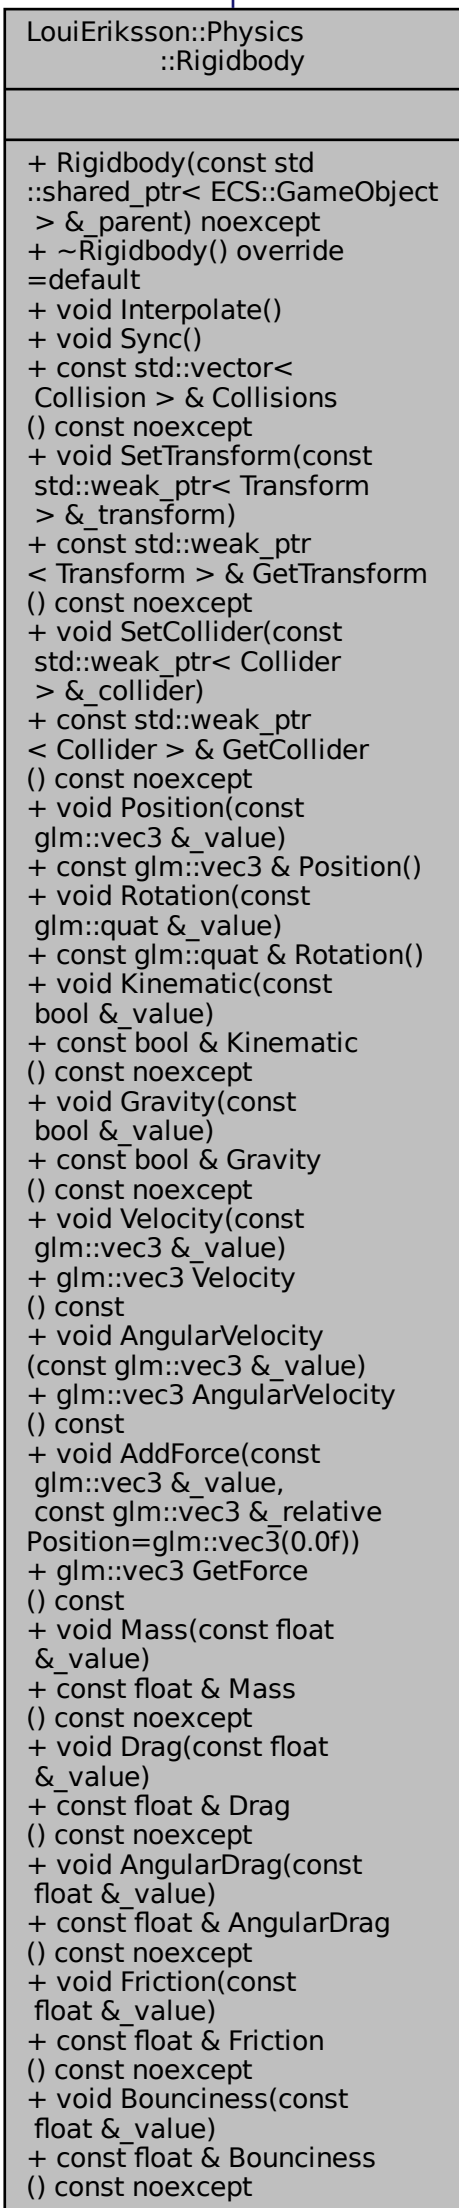 LouiEriksson::Physics
::Rigidbody
+ Rigidbody(const std
::shared_ptr< ECS::GameObject
> &_parent) noexcept
+ ~Rigidbody() override
=default
+ void Interpolate()
+ void Sync()
+ const std::vector<
Collision > & Collisions
() const noexcept
+ void SetTransform(const
std::weak_ptr< Transform
> &_transform)
+ const std::weak_ptr
< Transform > & GetTransform
() const noexcept
+ void SetCollider(const
std::weak_ptr< Collider
> &_collider)
+ const std::weak_ptr
< Collider > & GetCollider
() const noexcept
+ void Position(const
glm::vec3 &_value)
+ const glm::vec3 & Position()
+ void Rotation(const
glm::quat &_value)
+ const glm::quat & Rotation()
+ void Kinematic(const
bool &_value)
+ const bool & Kinematic
() const noexcept
+ void Gravity(const
bool &_value)
+ const bool & Gravity
() const noexcept
+ void Velocity(const
glm::vec3 &_value)
+ glm::vec3 Velocity
() const
+ void AngularVelocity
(const glm::vec3 &_value)
+ glm::vec3 AngularVelocity
() const
+ void AddForce(const
glm::vec3 &_value,
const glm::vec3 &_relative
Position=glm::vec3(0.0f))
+ glm::vec3 GetForce
() const
+ void Mass(const float
&_value)
+ const float & Mass
() const noexcept
+ void Drag(const float
&_value)
+ const float & Drag
() const noexcept
+ void AngularDrag(const
float &_value)
+ const float & AngularDrag
() const noexcept
+ void Friction(const
float &_value)
+ const float & Friction
() const noexcept
+ void Bounciness(const
float &_value)
+ const float & Bounciness
() const noexcept